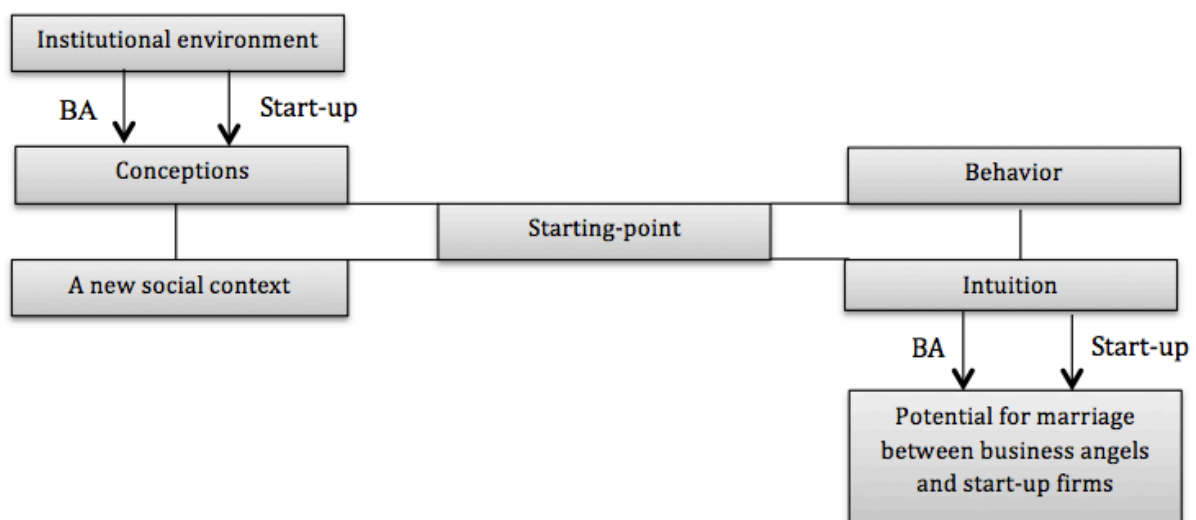 Institutional environment
BA
Start-up
Conceptions
Behavior
Starting-point
A new social context
Intuition
BA
Start-up
Potential for marriage
between business angels
and start-up firms